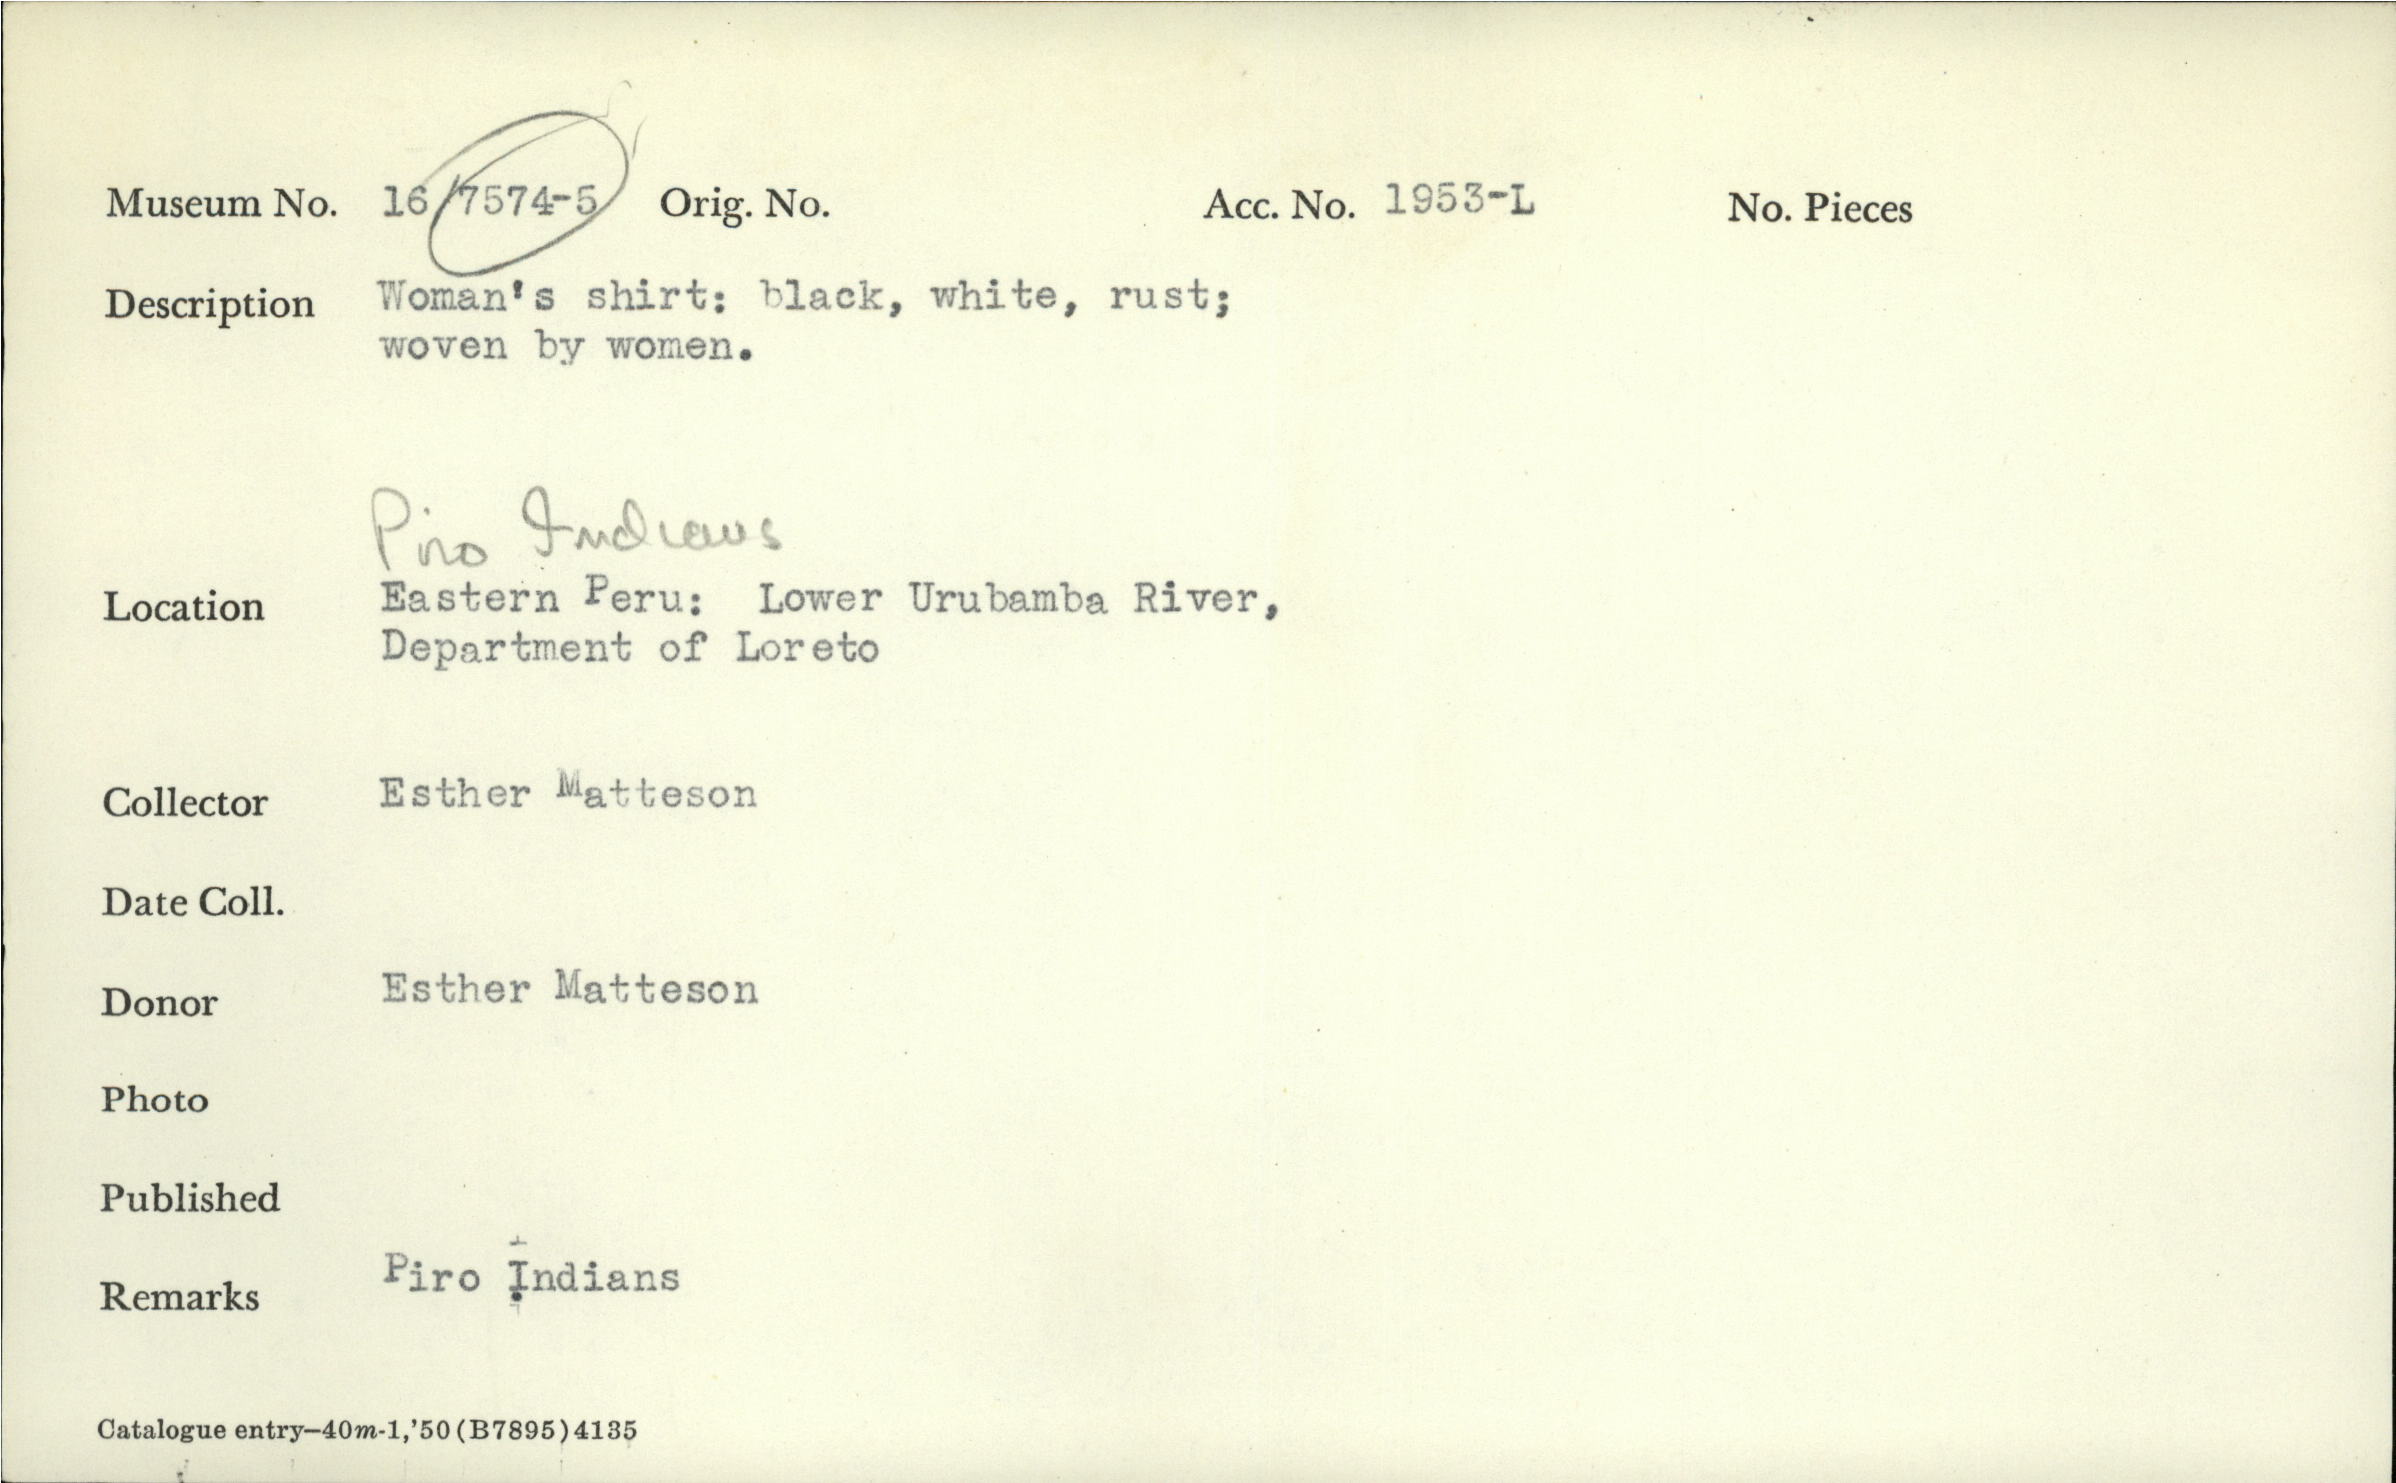 Museum No. 16/7574-5 Orig. No. Acc. No. 1953-L No. Pieces
Description Woman's shirt: black, white, rust;
woven by women.
Piro Indians
Location Eastern Peru: Lower Urubamba River,
Department of Loreto
Collector Esther Matteson
Date Coll.
Donor Esther Matteson
Photo
Published
Remarks Piro Indians
Catalogue entry—40m-1,'50(B7895)4135